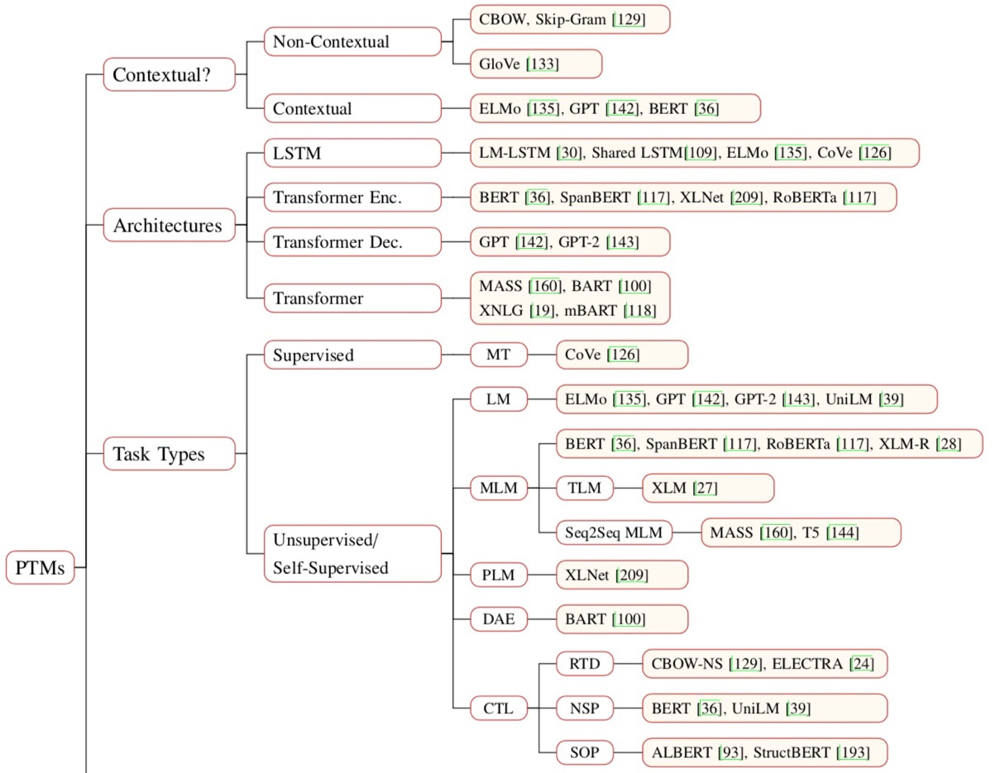 CBOW, Skip-Gram [129]
Non-Contextual
GloVe [133]
Contextual?
Contextual
ELMo [135], GPT [142], BERT [36]
LSTM
LM-LSTM [30], Shared LSTM[109], ELMo [135], CoVe [126]
Transformer Enc.
BERT [36], SpanBERT [117], XLNet [209], RoBERTa [117]
Architectures
Transformer Dec.
GPT [142], GPT-2 [143]
Transformer
MASS [160], BART [100]
XNLG [19], mBART [118]
Supervised
MT
CoVe [126]
LM
ELMo [135], GPT [142], GPT-2 [143], UniLM [39]
BERT [36], SpanBERT [117], RoBERTa [117], XLM-R [28]
Task Types
MLM
TLM
XLM [27]
Seq2Seq MLM
MASS [160], T5 [144]
Unsupervised/
Self-Supervised
PTMs
PLM
XLNet [209]
DAE
BART [100]
RTD
CBOW-NS [129], ELECTRA [24]
CTL
NSP
BERT [36], UniLM [39]
SOP
ALBERT [93], StructBERT [193]